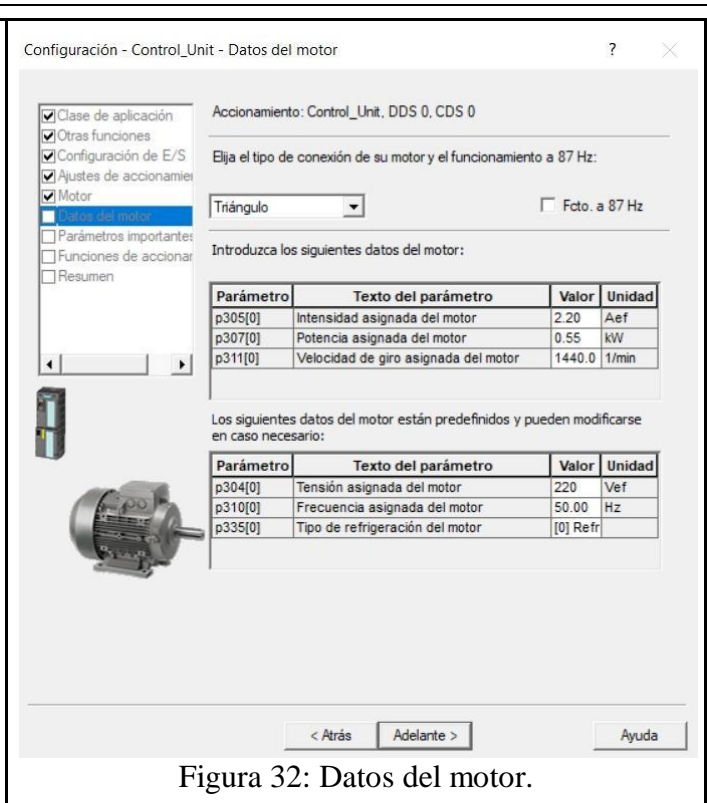 Configuración - Control_Unit - Datos del motor ?
Clase de aplicación
Otras funciones
Configuración de E/S
Ajustes de accionamier
Motor
Datos del motor
Parámetros importantes
Funciones de accionar
Resumen
Accionamiento: Control_Unit, DDS 0, CDS 0
Elija el tipo de conexión de su motor y el funcionamiento a 87 Hz:
Triángulo Fcto. a 87 Hz
Introduzca los siguientes datos del motor:
Parámetro Texto del parámetro Valor Unidad
p305[0] Intensidad asignada del motor 2.20 Aef
p307[0] Potencia asignada del motor 0.55 kW
p311[0] Velocidad de giro asignada del motor 1440.0 1/min
Los siguientes datos del motor están predefinidos y pueden modificarse
en caso necesario:
Parámetro Texto del parámetro Valor Unidad
p304[0] Tensión asignada del motor 220 Vef
p310[0] Frecuencia asignada del motor 50.00 Hz
p335[0] Tipo de refrigeración del motor [0] Refr
< Atrás Adelante > Ayuda
Figura 32: Datos del motor.